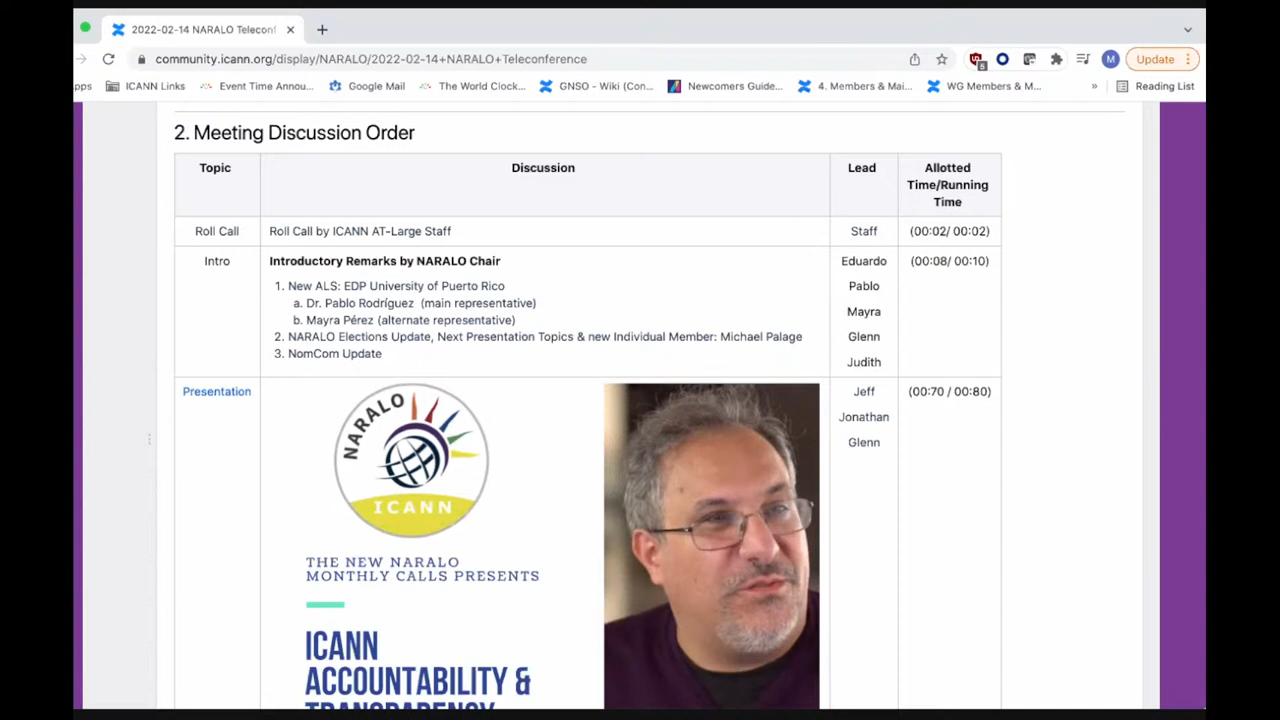 2022-02-14 NARALO Teleconf
community.icann.org/display/NARALO/2022-02-14+NARALO+Teleconference
5
M
Update
pps
ICANN Links
Event Time Annou...
Google Mail
The World Clock...
GNSO - Wiki (Con...
Newcomers Guide...
4. Members & Mai...
WG Members & M...
»
Reading List
2. Meeting Discussion Order
Topic
Discussion
Lead
Allotted
Time/Running
Time
Roll Call
Roll Call by ICANN AT-Large Staff
Staff
(00:02/ 00:02)
Intro
Introductory Remarks by NARALO Chair
1. New ALS: EDP University of Puerto Rico
a. Dr. Pablo Rodríguez (main representative)
b. Mayra Pérez (alternate representative)
2. NARALO Elections Update, Next Presentation Topics & new Individual Member: Michael Palage
3. NomCom Update
Eduardo
Pablo
Mayra
Glenn
Judith
(00:08/ 00:10)
Presentation
NARALO
ICANN
THE NEW NARALO
MONTHLY CALLS PRESENTS
ICANN
ACCOUNTABILITY &
TRANSPARENCY
Jeff
Jonathan
Glenn
(00:70 / 00:80)